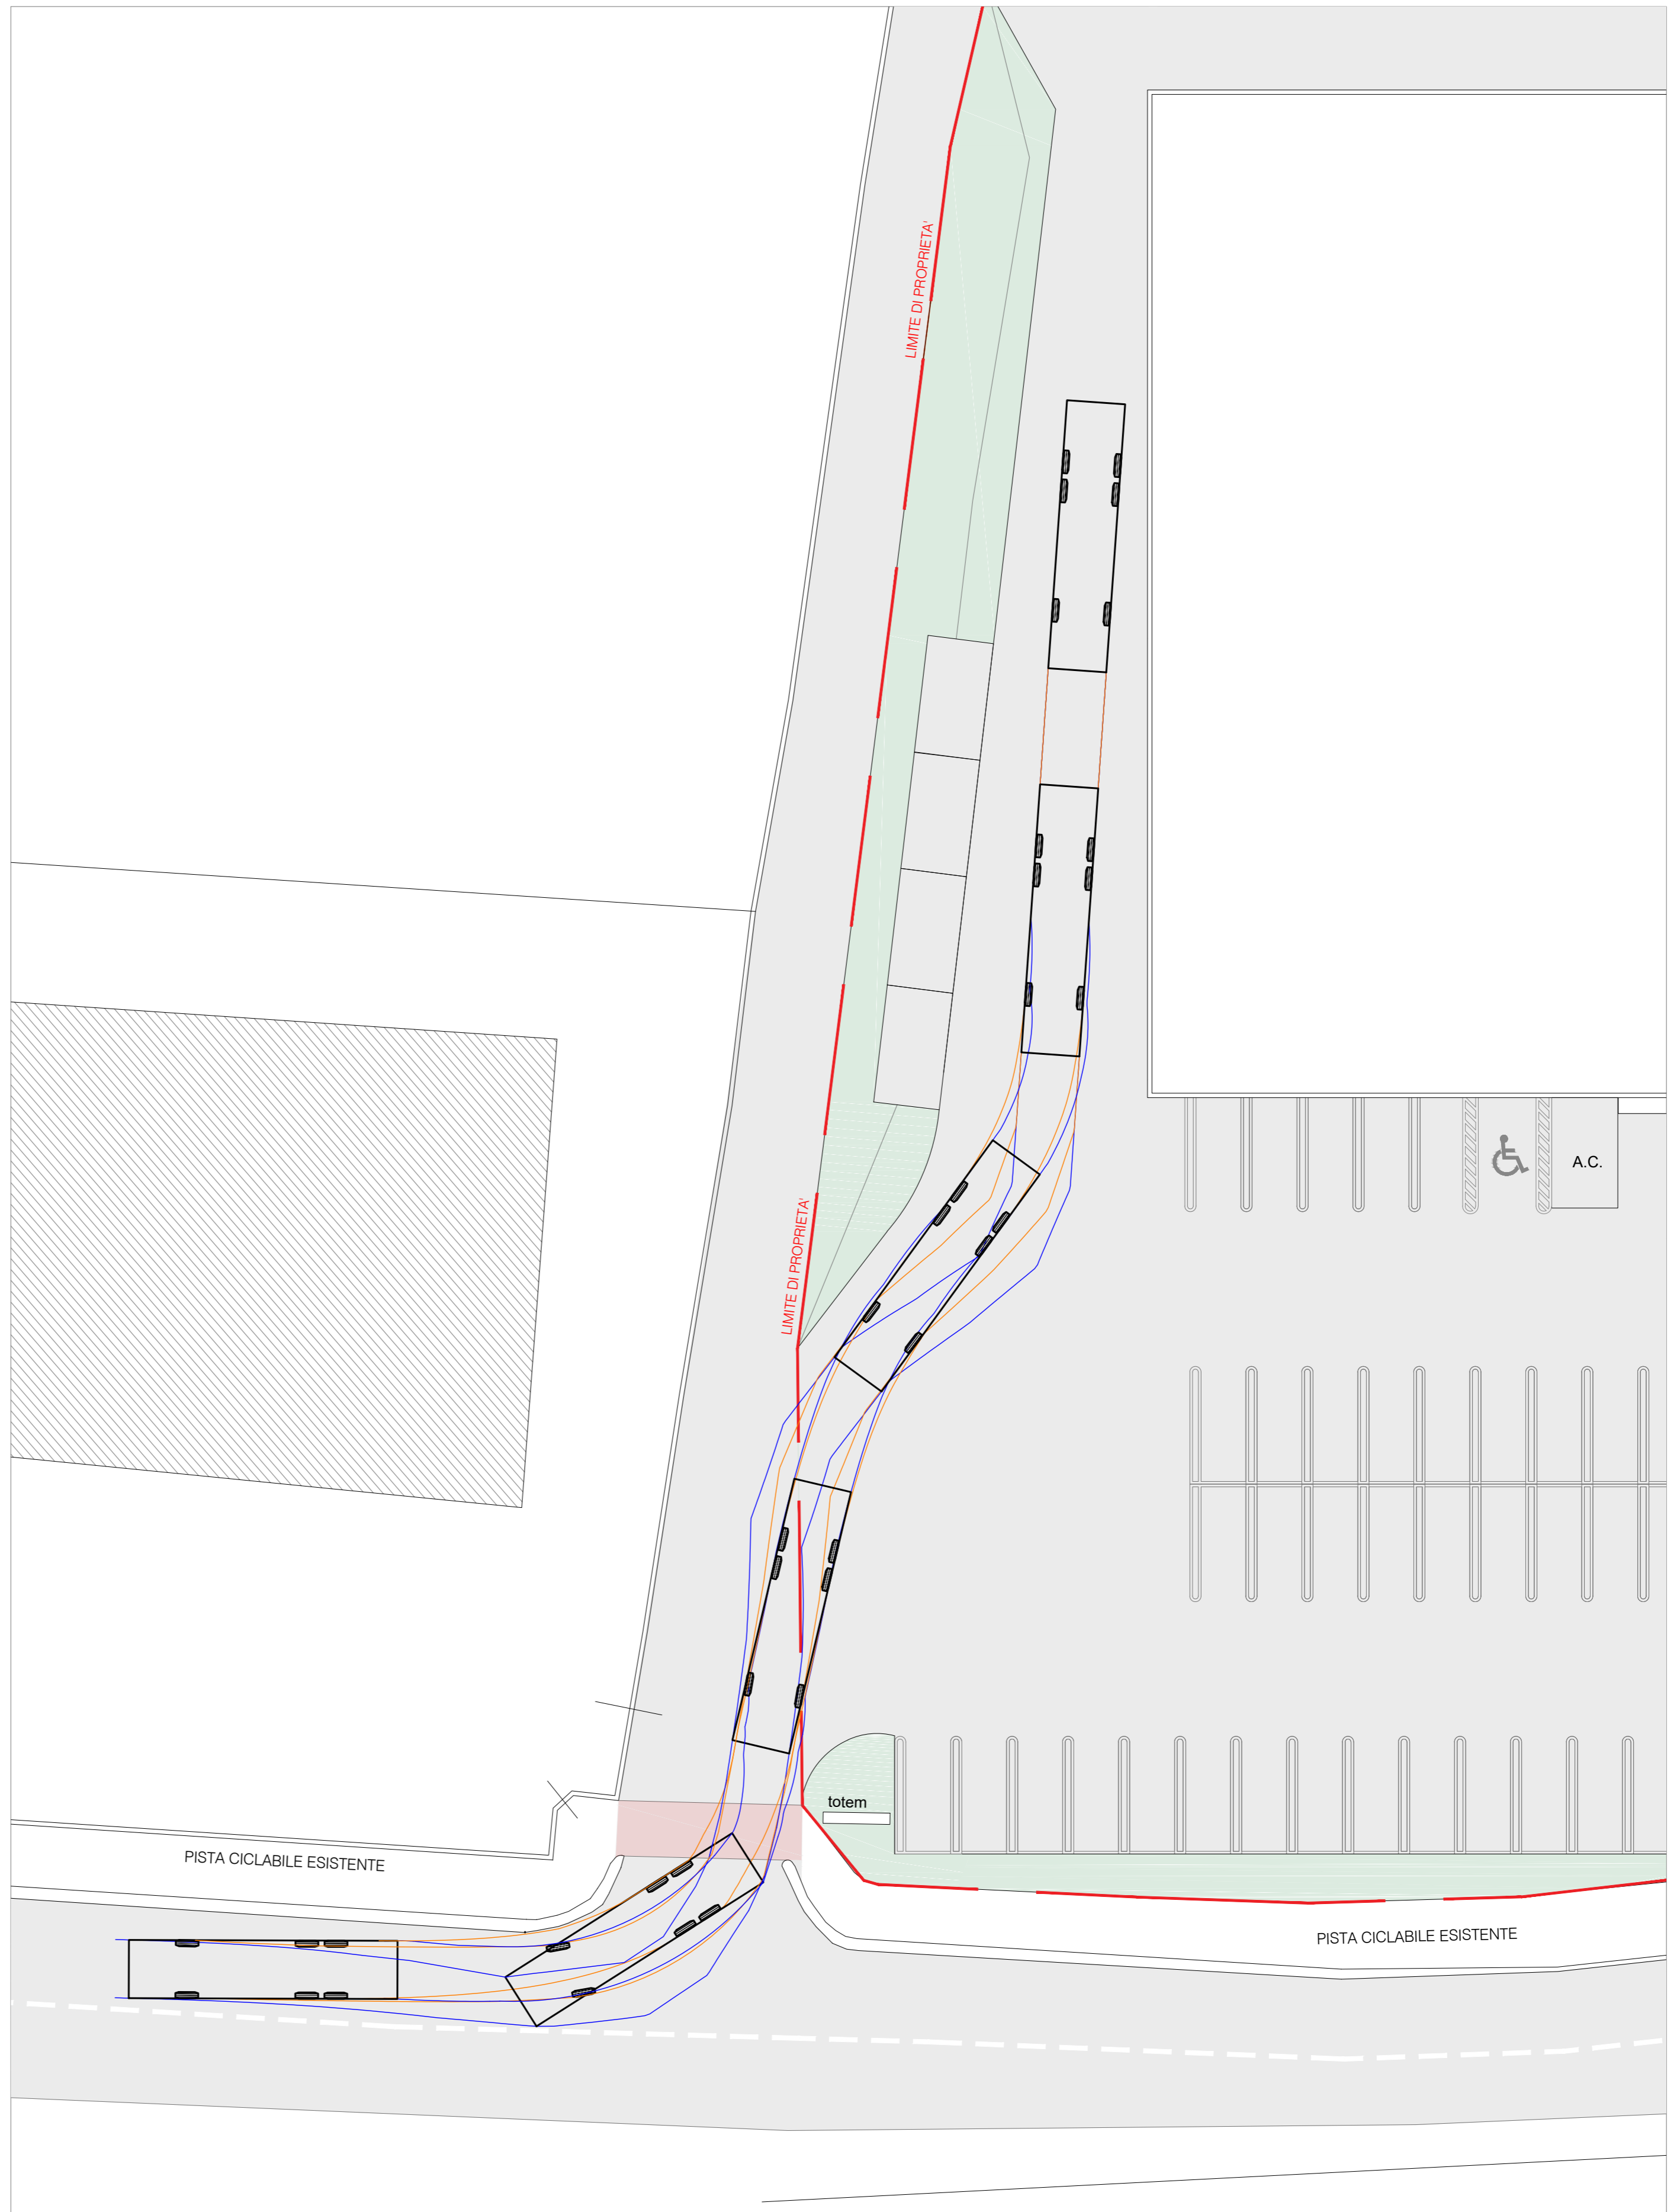 LIMITE DI PROPRIETA'
A.C.
LIMITE DI PROPRIETA'
totem
PISTA CICLABILE ESISTENTE
PISTA CICLABILE ESISTENTE